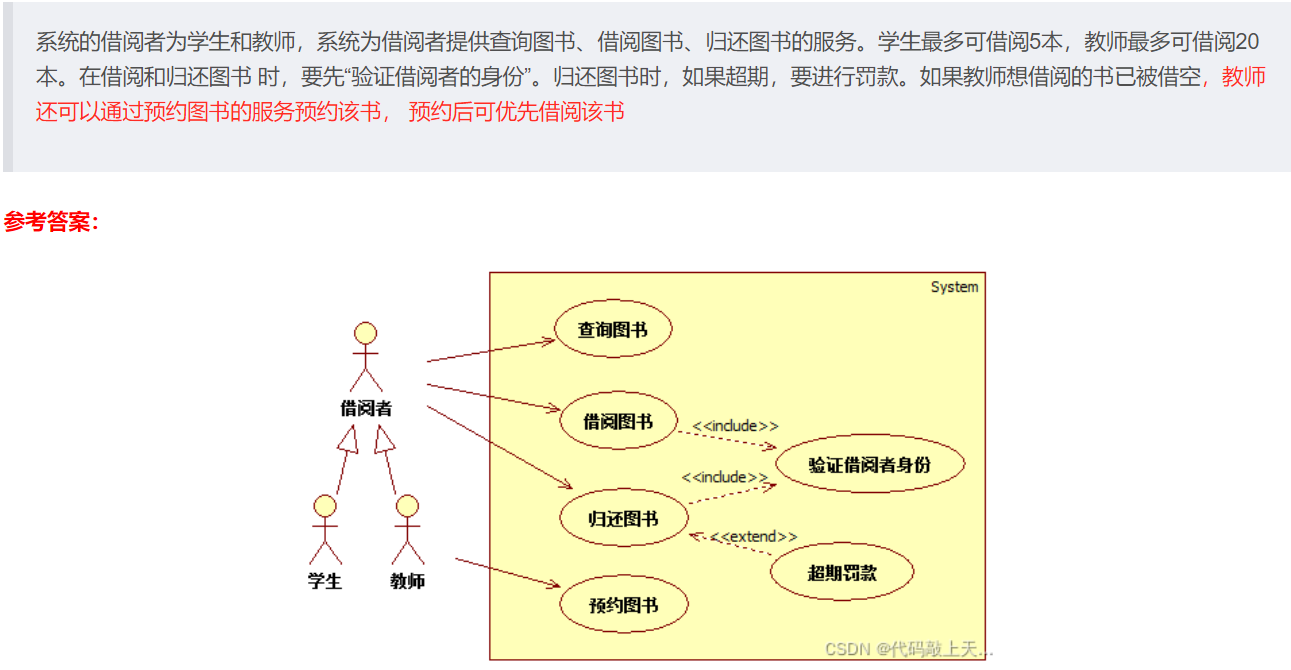 系统的借阅者为学生和教师，系统为借阅者提供查询图书、借阅图书、归还图书的服务。学生最多可借阅5本，教师最多可借阅20
本。在借阅和归还图书 时，要先“验证借阅者的身份”。归还图书时，如果超期，要进行罚款。如果教师想借阅的书已被借空，教师
还可以通过预约图书的服务预约该书， 预约后可优先借阅该书
参考答案：
System
查询图书
借阅者
借阅图书
<<include>>
验证借阅者身份
<<include>>
归还图书
<<extend>>
超期罚款
学生
教师
预约图书
CSDN @代码敲上天...